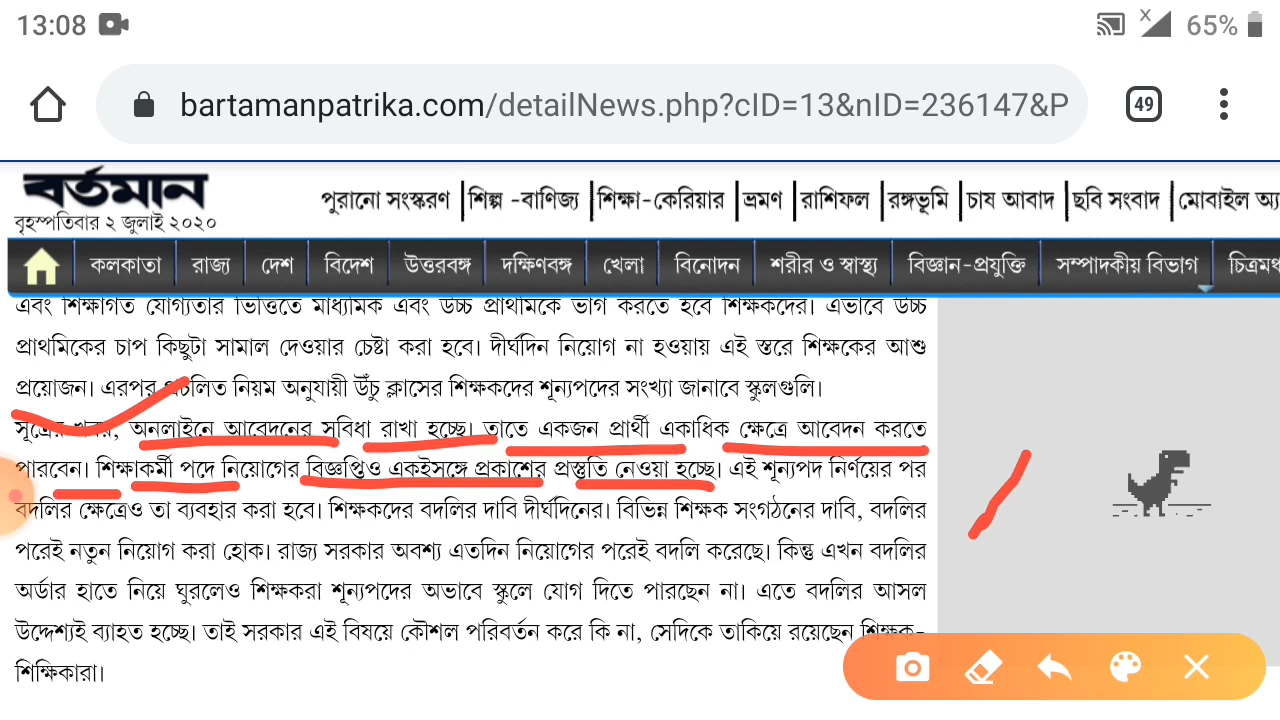 13:08
x 65%
bartamanpatrika.com/detailNews.php?cID=13&nID=236147&P
49
বর্তমান
বৃহস্পতিবার ২ জুলাই ২০২০
পুরানো সংস্করণ শিল্প -বাণিজ্য শিক্ষা-কেরিয়ার ভ্রমণ রাশিফল রঙ্গভূমি চাষ আবাদ ছবি সংবাদ মোবাইল অ্যা
কলকাতা রাজ্য দেশ বিদেশ উত্তরবঙ্গ দক্ষিণবঙ্গ খেলা বিনোদন শরীর ও স্বাস্থ্য বিজ্ঞান-প্রযুক্তি সম্পাদকীয় বিভাগ চিত্রমধ
এবং শিক্ষাগত যোগ্যতার ভিত্তিতে মাধ্যমিক এবং উচ্চ প্রাথমিকে ভাগ করতে হবে শিক্ষকদের। এভাবে উচ্চ
প্রাথমিকের চাপ কিছুটা সামাল দেওয়ার চেষ্টা করা হবে। দীর্ঘদিন নিয়োগ না হওয়ায় এই স্তরে শিক্ষকের আশু
প্রয়োজন। এরপর প্রচলিত নিয়ম অনুযায়ী উঁচু ক্লাসের শিক্ষকদের শূন্যপদের সংখ্যা জানাবে স্কুলগুলি।
সূত্রের খবর, অনলাইনে আবেদনের সুবিধা রাখা হচ্ছে। তাতে একজন প্রার্থী একাধিক ক্ষেত্রে আবেদন করতে
পারবেন। শিক্ষাকর্মী পদে নিয়োগের বিজ্ঞপ্তিও একইসঙ্গে প্রকাশের প্রস্তুতি নেওয়া হচ্ছে। এই শূন্যপদ নির্ণয়ের পর
বদলির ক্ষেত্রেও তা ব্যবহার করা হবে। শিক্ষকদের বদলির দাবি দীর্ঘদিনের। বিভিন্ন শিক্ষক সংগঠনের দাবি, বদলির
পরেই নতুন নিয়োগ করা হোক। রাজ্য সরকার অবশ্য এতদিন নিয়োগের পরেই বদলি করেছে। কিন্তু এখন বদলির
অর্ডার হাতে নিয়ে ঘুরলেও শিক্ষকরা শূন্যপদের অভাবে স্কুলে যোগ দিতে পারছেন না। এতে বদলির আসল
উদ্দেশ্যই ব্যাহত হচ্ছে। তাই সরকার এই বিষয়ে কৌশল পরিবর্তন করে কি না, সেদিকে তাকিয়ে রয়েছেন শিক্ষক-
শিক্ষিকারা।